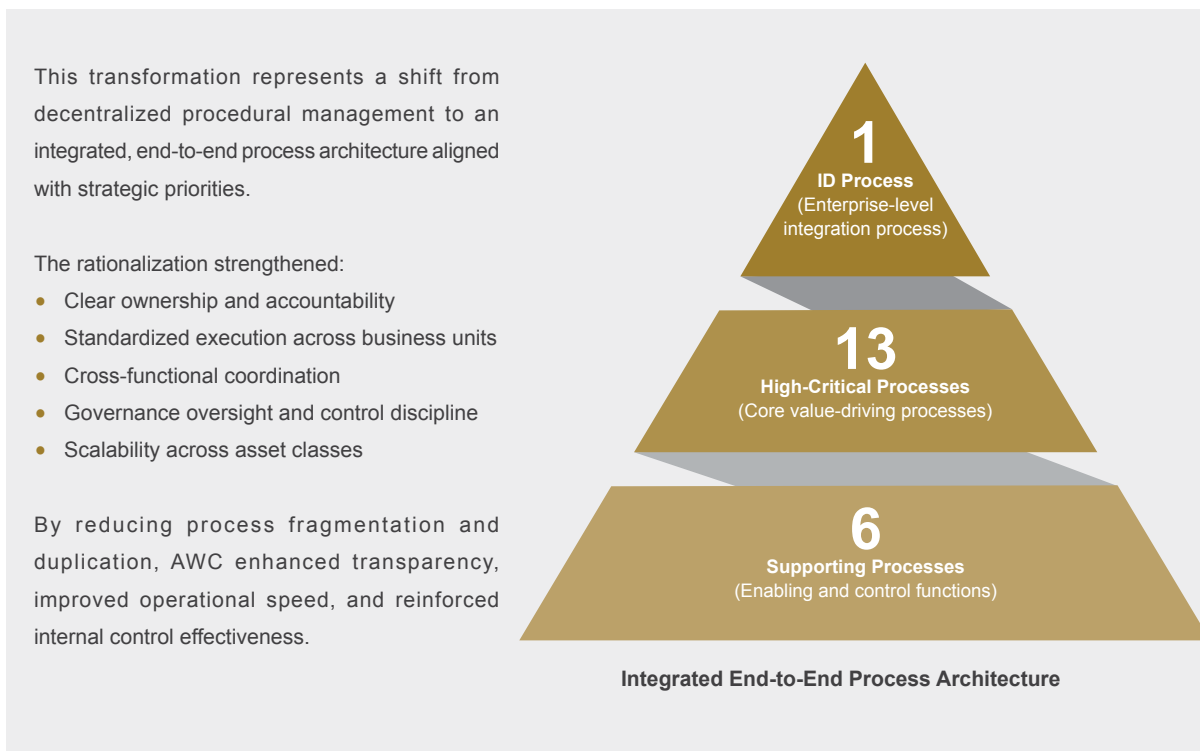 This transformation represents a shift from
decentralized procedural management to an
integrated, end-to-end process architecture aligned
with strategic priorities.
The rationalization strengthened:
• Clear ownership and accountability
• Standardized execution across business units
• Cross-functional coordination
• Governance oversight and control discipline
• Scalability across asset classes
By reducing process fragmentation and
duplication, AWC enhanced transparency,
improved operational speed, and reinforced
internal control effectiveness.
1
ID Process
(Enterprise-level
integration process)
13
High-Critical Processes
(Core value-driving processes)
6
Supporting Processes
(Enabling and control functions)
Integrated End-to-End Process Architecture